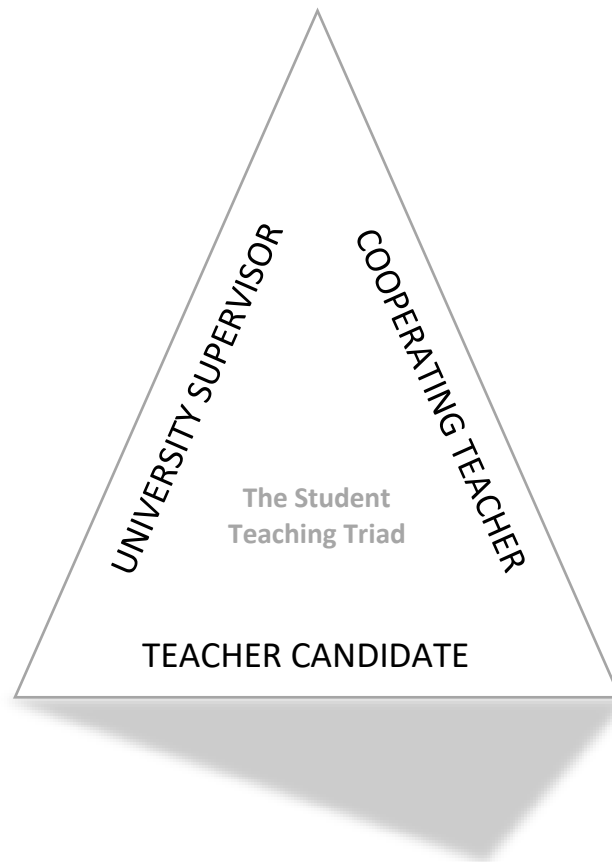 UNIVERSITY SUPERVISOR
COOPERATING TEACHER
The Student
Teaching Triad
TEACHER CANDIDATE